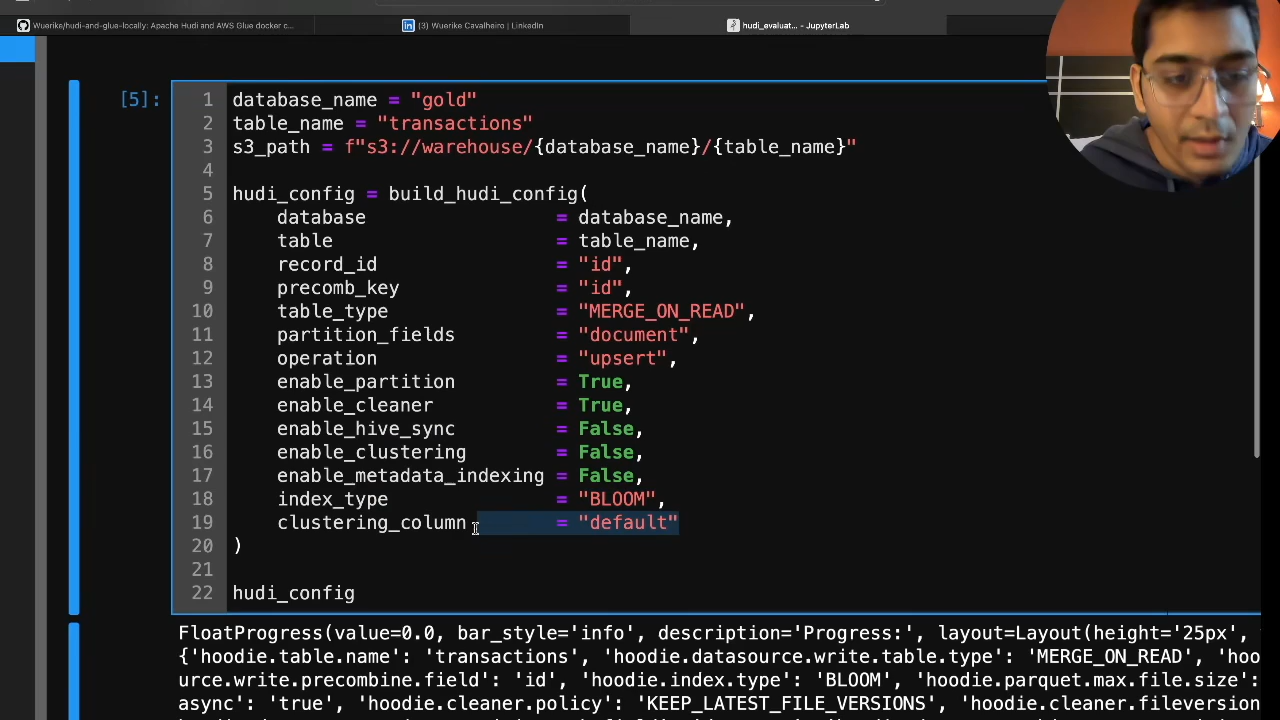 Wuerike/hudi-and-glue-locally: Apache Hudi and AWS Glue docker c...
in (3) Wuerike Cavalheiro | LinkedIn
hudi_evaluat... - JupyterLab
[5]:
1 database_name = "gold"
2 table_name = "transactions"
3 s3_path = f"s3://warehouse/{database_name}/{table_name}"
4
5 hudi_config = build_hudi_config(
6 database = database_name,
7 table = table_name,
8 record_id = "id",
9 precomb_key = "id",
10 table_type = "MERGE_ON_READ",
11 partition_fields = "document",
12 operation = "upsert",
13 enable_partition = True,
14 enable_cleaner = True,
15 enable_hive_sync = False,
16 enable_clustering = False,
17 enable_metadata_indexing = False,
18 index_type = "BLOOM",
19 clustering_column = "default"
20 )
21
22 hudi_config
FloatProgress(value=0.0, bar_style='info', description='Progress:', layout=Layout(height='25px',
{'hoodie.table.name': 'transactions', 'hoodie.datasource.write.table.type': 'MERGE_ON_READ', 'hoo
urce.write.precombine.field': 'id', 'hoodie.index.type': 'BLOOM', 'hoodie.parquet.max.file.size':
async': 'true', 'hoodie.cleaner.policy': 'KEEP_LATEST_FILE_VERSIONS', 'hoodie.cleaner.fileversion